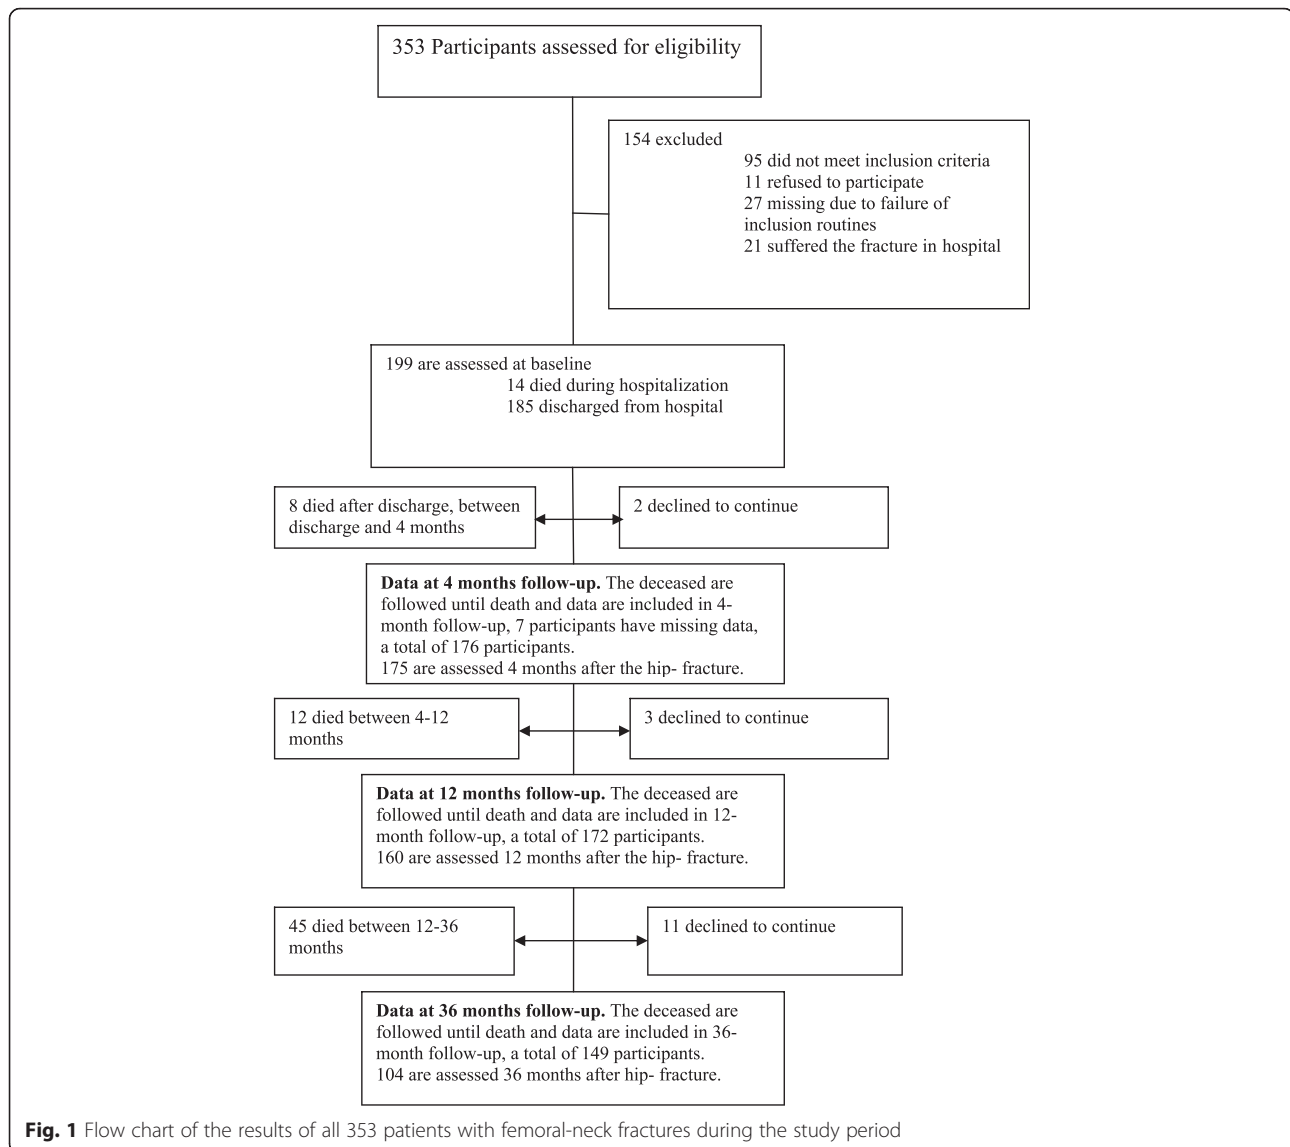 353 Participants assessed for eligibility
154 excluded
95 did not meet inclusion criteria
11 refused to participate
27 missing due to failure of
inclusion routines
21 suffered the fracture in hospital
199 are assessed at baseline
14 died during hospitalization
185 discharged from hospital
8 died after discharge, between
discharge and 4 months
2 declined to continue
Data at 4 months follow-up. The deceased are
followed until death and data are included in 4-
month follow-up, 7 participants have missing data,
a total of 176 participants.
175 are assessed 4 months after the hip- fracture.
12 died between 4-12
months
3 declined to continue
Data at 12 months follow-up. The deceased are
followed until death and data are included in 12-
month follow-up, a total of 172 participants.
160 are assessed 12 months after the hip- fracture.
45 died between 12-36
months
11 declined to continue
Data at 36 months follow-up. The deceased are
followed until death and data are included in 36-
month follow-up, a total of 149 participants.
104 are assessed 36 months after hip- fracture.
Fig. 1 Flow chart of the results of all 353 patients with femoral-neck fractures during the study period